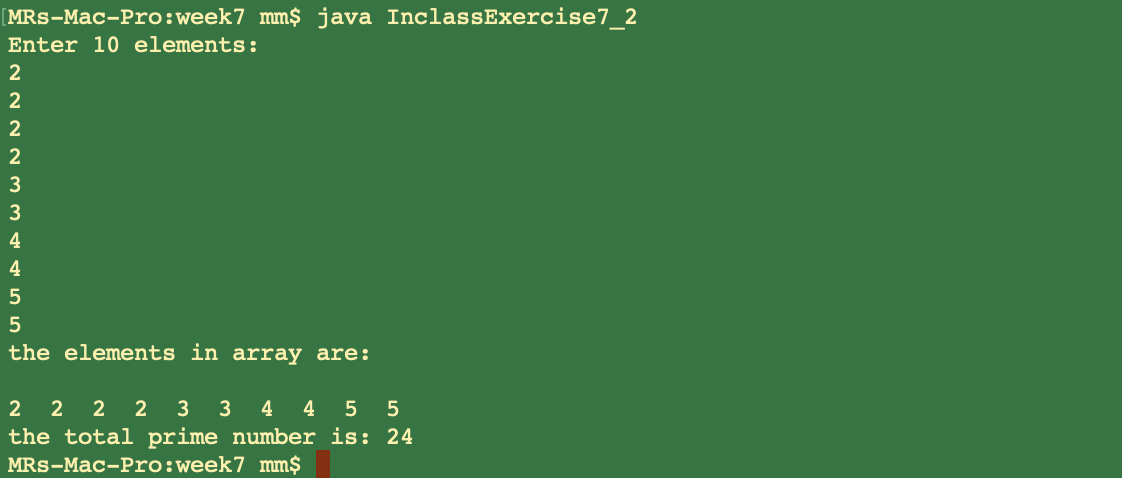 [MRs-Mac-Pro:week7 mm$ java InclassExercise7_2
Enter 10 elements:
2
2
2
2
3
3
4
4
5
5
the elements in array are:
2 2 2 2 3 3 4 4 5 5
the total prime number is: 24
MRs-Mac-Pro:week7 mm$